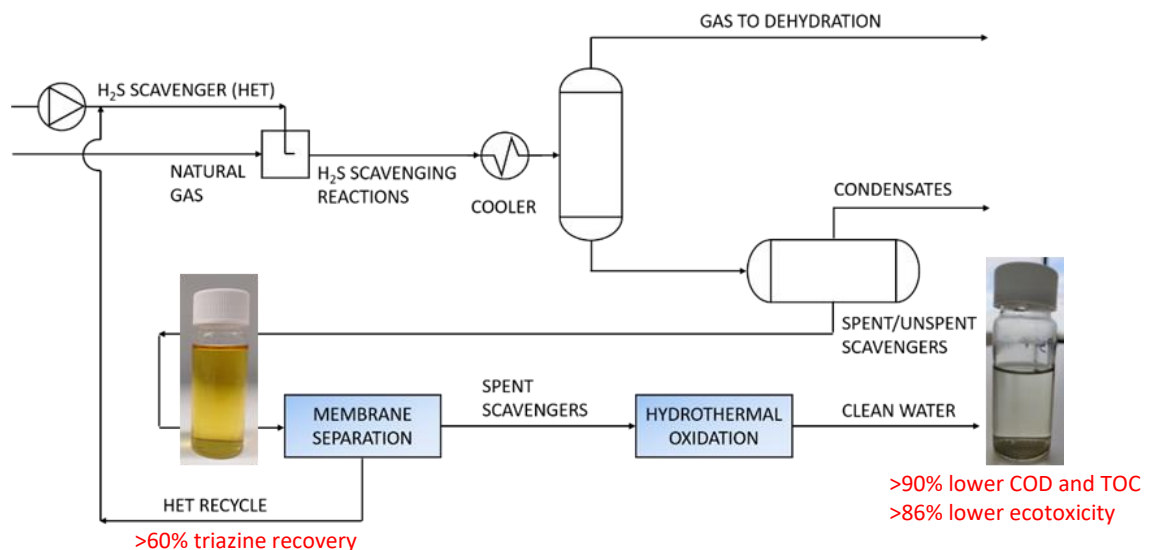 GAS TO DEHYDRATION
H₂S SCAVENGER (HET)
NATURAL
GAS
H₂S SCAVENGING
REACTIONS
COOLER
CONDENSATES
SPENT/UNSPENT
SCAVENGERS
MEMBRANE
SEPARATION
SPENT
SCAVENGERS
HYDROTHERMAL
OXIDATION
CLEAN WATER
HET RECYCLE
>60% triazine recovery
>90% lower COD and TOC
>86% lower ecotoxicity